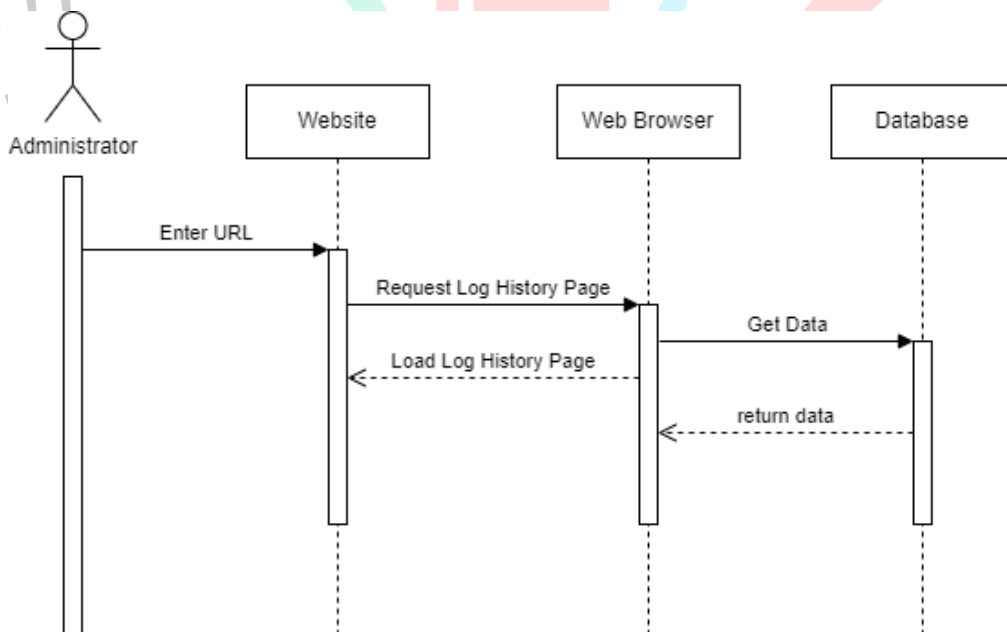 Administrator
Website
Web Browser
Database
Enter URL
Request Log History Page
Get Data
Load Log History Page
return data